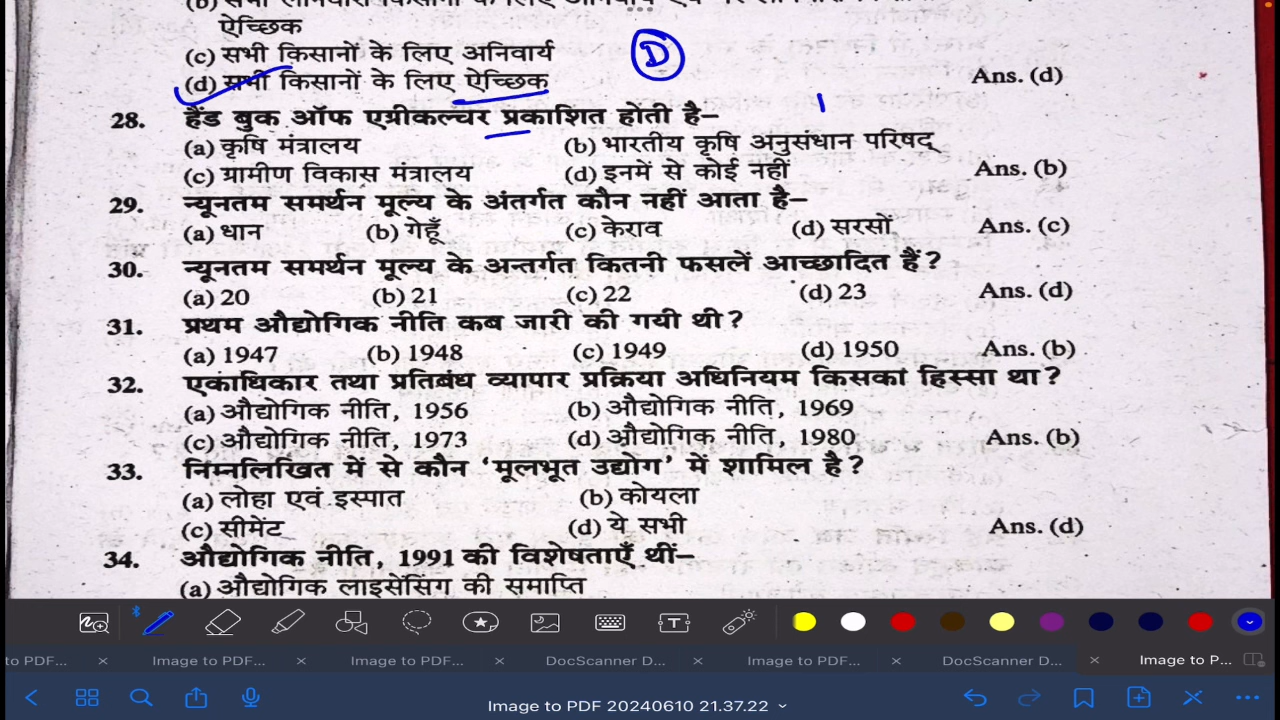 ऐच्छिक
(c) सभी किसानों के लिए अनिवार्य
D
(d) सभी किसानों के लिए ऐच्छिक Ans. (d)
28. हैंड बुक ऑफ एग्रीकल्चर प्रकाशित होती है–
(a) कृषि मंत्रालय (b) भारतीय कृषि अनुसंधान परिषद्
(c) ग्रामीण विकास मंत्रालय (d) इनमें से कोई नहीं Ans. (b)
29. न्यूनतम समर्थन मूल्य के अंतर्गत कौन नहीं आता है–
(a) धान (b) गेहूँ (c) केराव (d) सरसों Ans. (c)
30. न्यूनतम समर्थन मूल्य के अन्तर्गत कितनी फसलें आच्छादित हैं?
(a) 20 (b) 21 (c) 22 (d) 23 Ans. (d)
31. प्रथम औद्योगिक नीति कब जारी की गयी थी?
(a) 1947 (b) 1948 (c) 1949 (d) 1950 Ans. (b)
32. एकाधिकार तथा प्रतिबंध व्यापार प्रक्रिया अधिनियम किसका हिस्सा था?
(a) औद्योगिक नीति, 1956 (b) औद्योगिक नीति, 1969
(c) औद्योगिक नीति, 1973 (d) औद्योगिक नीति, 1980 Ans. (b)
33. निम्नलिखित में से कौन ‘मूलभूत उद्योग’ में शामिल है?
(a) लोहा एवं इस्पात (b) कोयला
(c) सीमेंट (d) ये सभी Ans. (d)
34. औद्योगिक नीति, 1991 की विशेषताएँ थीं–
(a) औद्योगिक लाइसेंसिंग की समाप्ति
to PDF... Image to PDF... Image to PDF... DocScanner D... Image to PDF... DocScanner D... Image to P...
Image to PDF 20240610 21.37.22